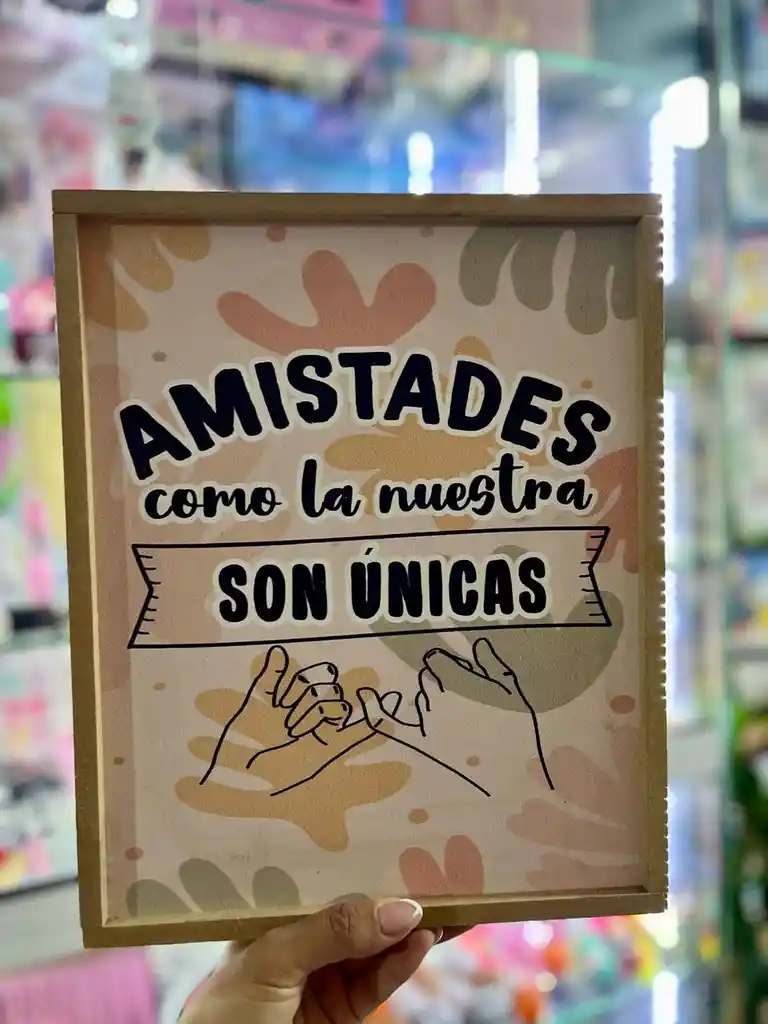 AMISTADES
como la nuestra
SON ÚNICAS